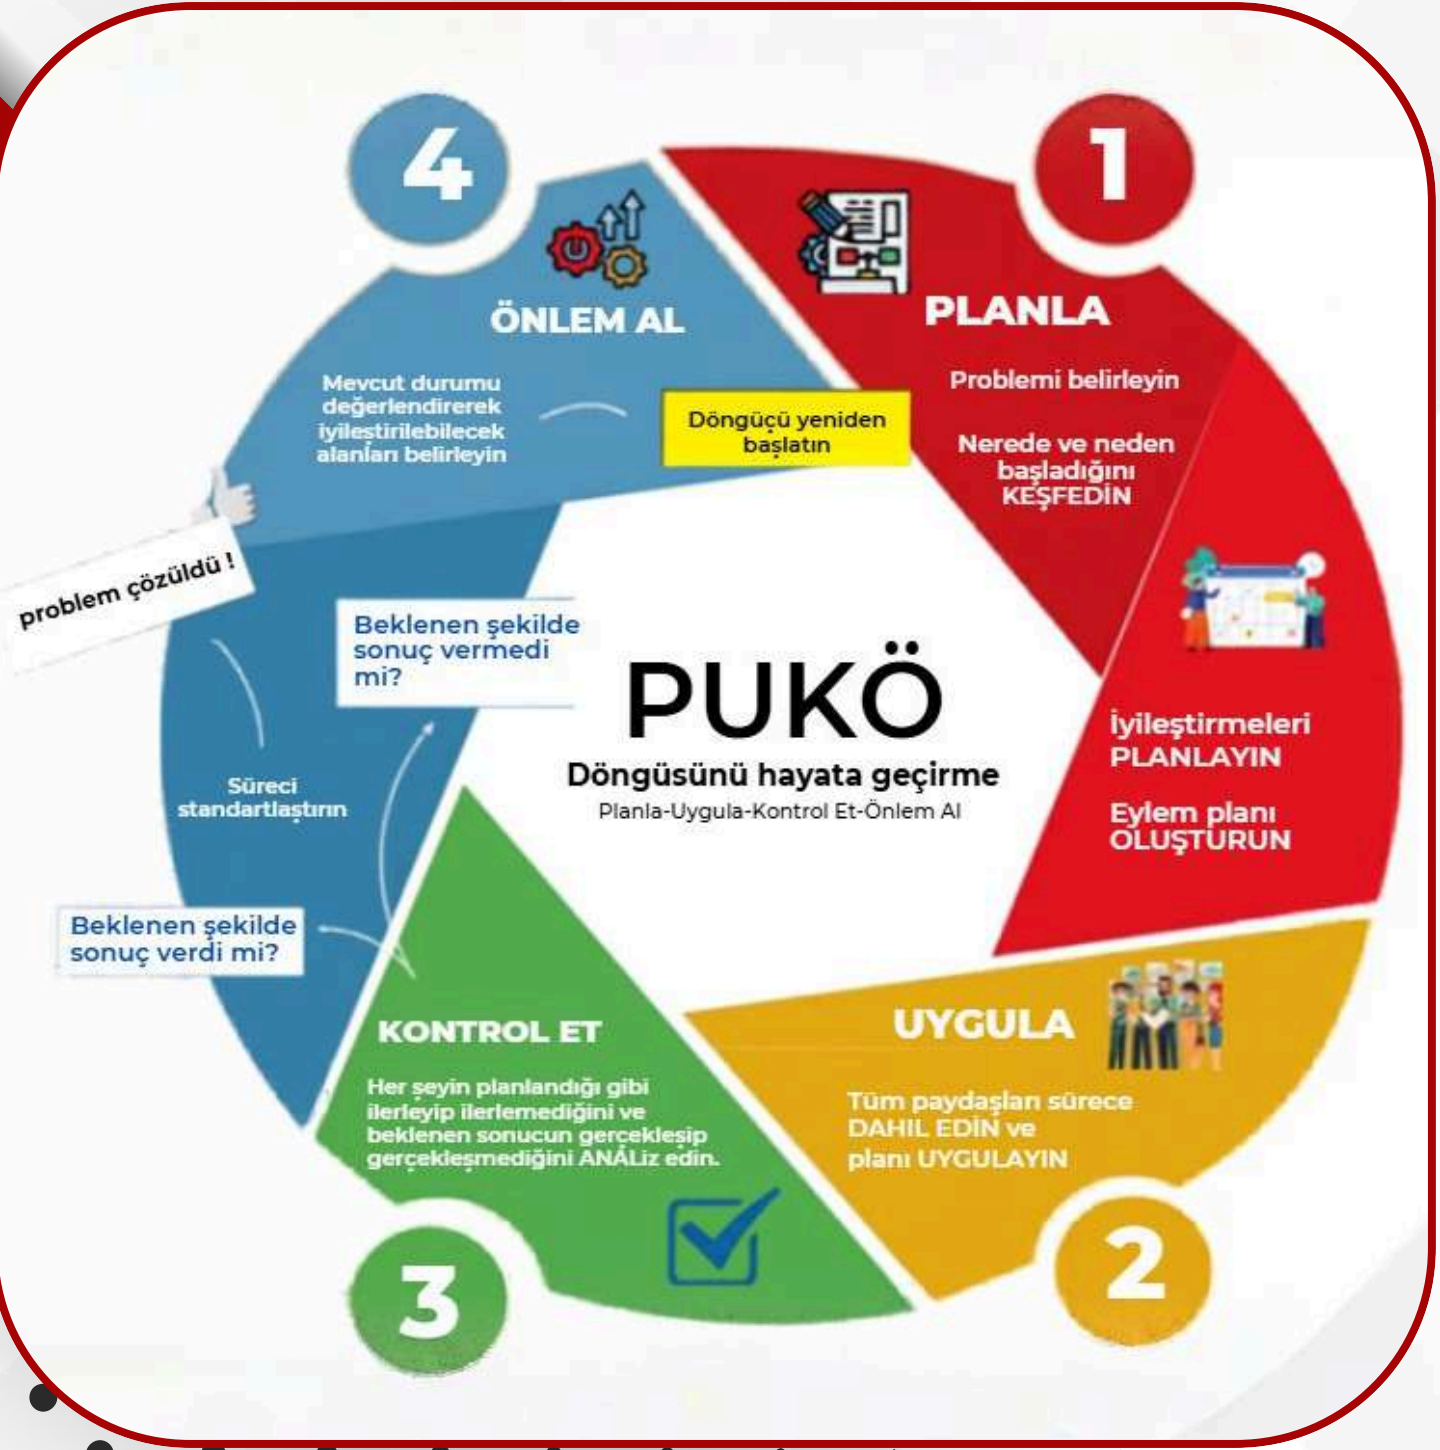 4
ÖNLEM AL
Mevcut durumu
değerlendirerek
iyileştirilebilecek
alanları belirleyin
Döngüçü yeniden
başlatın
1
PLANLA
Problemi belirleyin
Nerede ve neden
başladığını
KEŞFEDİN
İyileştirmeleri
PLANLAYIN
Eylem planı
OLUŞTURUN
problem çözüldü !
Beklenen şekilde
sonuç vermedi
mi?
PUKÖ
Döngüsünü hayata geçirme
Planla-Uygula-Kontrol Et-Önlem Al
Süreci
standartlaştırın
Beklenen şekilde
sonuç verdi mi?
KONTROL ET
Her şeyin planlandığı gibi
ilerleyip ilerlemediğini ve
beklenen sonucun gerçekleşip
gerçekleşmediğini ANALiz edin.
3
UYGULA
Tüm paydaşları sürece
DAHIL EDİN ve
planı UYGULAYIN
2